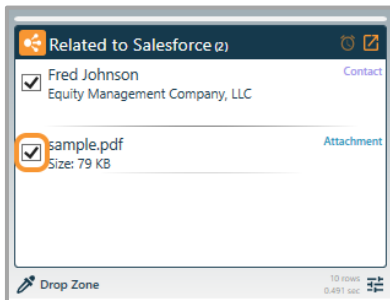 Related to Salesforce (2)
Fred Johnson
Contact
Equity Management Company, LLC
sample.pdf
Attachment
Size: 79 KB
Drop Zone
10 rows
0.491 sec